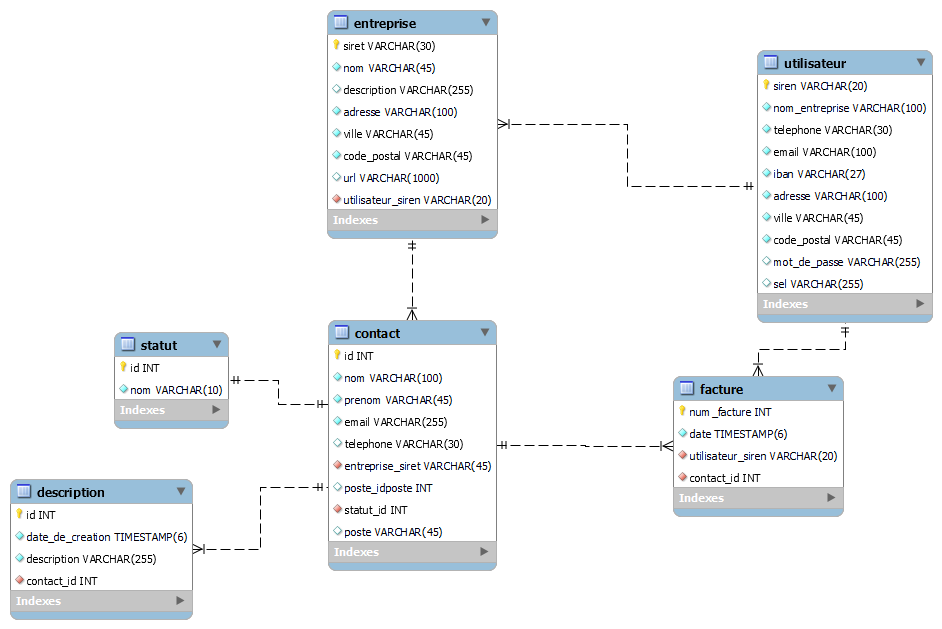 entreprise
siret VARCHAR(30)
nom VARCHAR(45)
description VARCHAR(255)
adresse VARCHAR(100)
ville VARCHAR(45)
code_postal VARCHAR(45)
url VARCHAR(1000)
utilisateur_siren VARCHAR(20)
Indexes
utilisateur
siren VARCHAR(20)
nom_entreprise VARCHAR(100)
telephone VARCHAR(30)
email VARCHAR(100)
iban VARCHAR(27)
adresse VARCHAR(100)
ville VARCHAR(45)
code_postal VARCHAR(45)
mot_de_passe VARCHAR(255)
sel VARCHAR(255)
Indexes
statut
id INT
nom VARCHAR(10)
Indexes
contact
id INT
nom VARCHAR(100)
prenom VARCHAR(45)
email VARCHAR(255)
telephone VARCHAR(30)
entreprise_siret VARCHAR(45)
poste_idposte INT
statut_id INT
poste VARCHAR(45)
Indexes
facture
num_facture INT
date TIMESTAMP(6)
utilisateur_siren VARCHAR(20)
contact_id INT
Indexes
description
id INT
date_de_creation TIMESTAMP(6)
description VARCHAR(255)
contact_id INT
Indexes